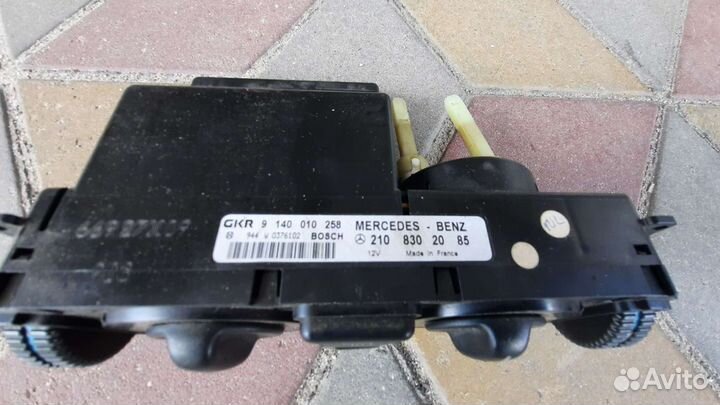 GKR 9 140 010 258 MERCEDES - BENZ
944 W 0376102 BOSCH 210 830 20 85
12V Made in France
NL
Avito